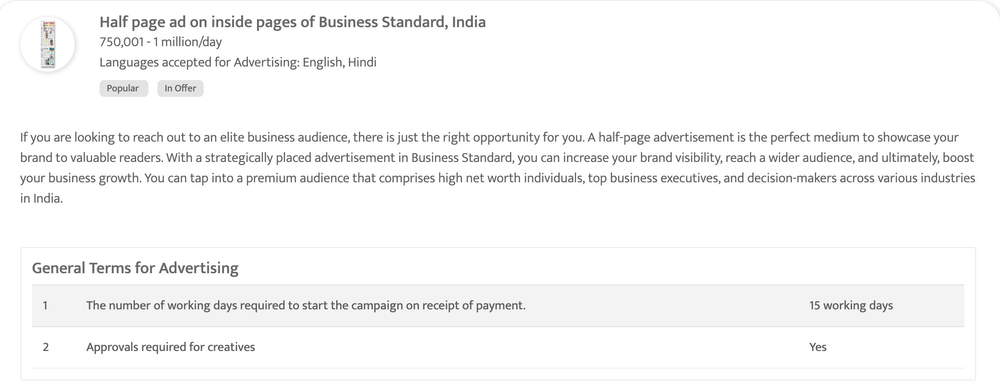 Half page ad on inside pages of Business Standard, India
750,001 - 1 million/day
Languages accepted for Advertising: English, Hindi
Popular
In Offer
If you are looking to reach out to an elite business audience, there is just the right opportunity for you. A half-page advertisement is the perfect medium to showcase your
brand to valuable readers. With a strategically placed advertisement in Business Standard, you can increase your brand visibility, reach a wider audience, and ultimately, boost
your business growth. You can tap into a premium audience that comprises high net worth individuals, top business executives, and decision-makers across various industries
in India.
General Terms for Advertising
1 The number of working days required to start the campaign on receipt of payment. 15 working days
2 Approvals required for creatives Yes